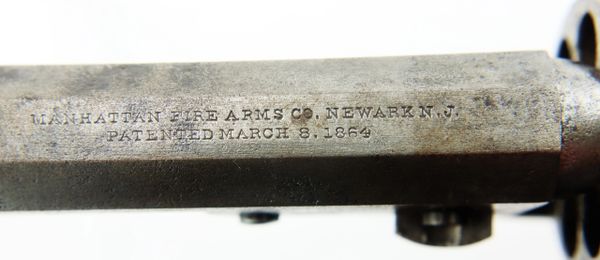 MANHATTAN FIRE ARMS CO. NEWARK N.J.
PATENTED MARCH 8. 1864